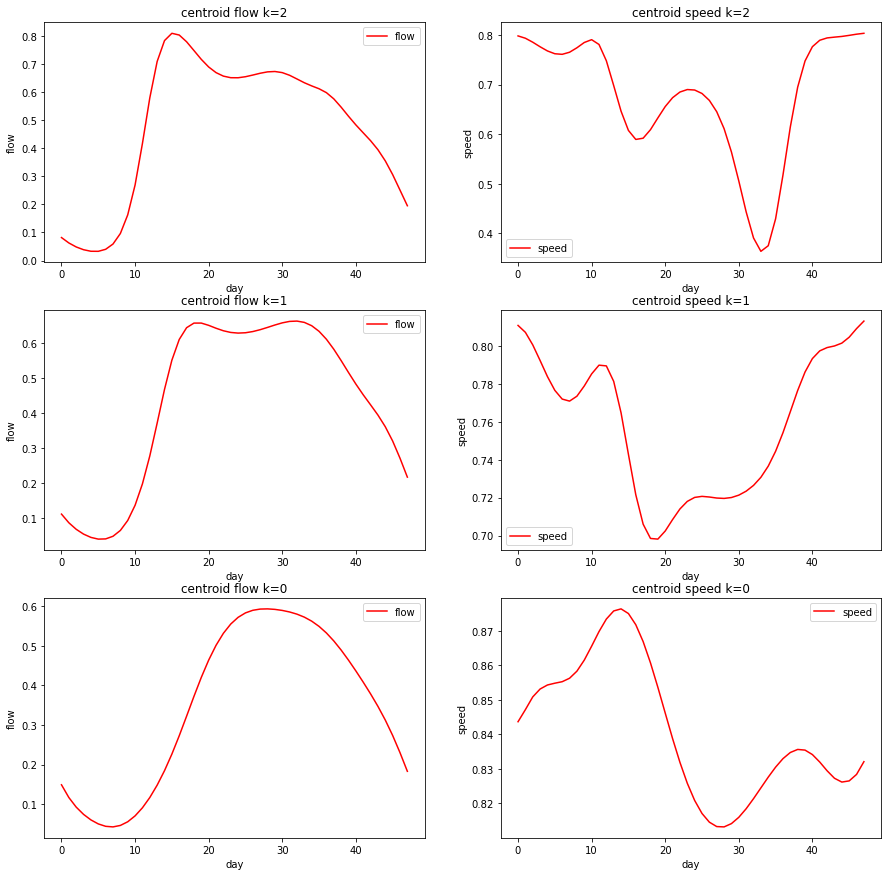 centroid flow k=2
flow
0.8
0.7
0.6
0.5
0.4
0.3
0.2
0.1
0.0
flow
0 10 20 30 40
day
centroid speed k=2
speed
0.8
0.7
0.6
0.5
0.4
speed
0 10 20 30 40
day
centroid flow k=1
flow
0.6
0.5
0.4
0.3
0.2
0.1
flow
0 10 20 30 40
day
centroid speed k=1
speed
0.80
0.78
0.76
0.74
0.72
0.70
speed
0 10 20 30 40
day
centroid flow k=0
flow
0.6
0.5
0.4
0.3
0.2
0.1
flow
0 10 20 30 40
day
centroid speed k=0
speed
0.87
0.86
0.85
0.84
0.83
0.82
speed
0 10 20 30 40
day